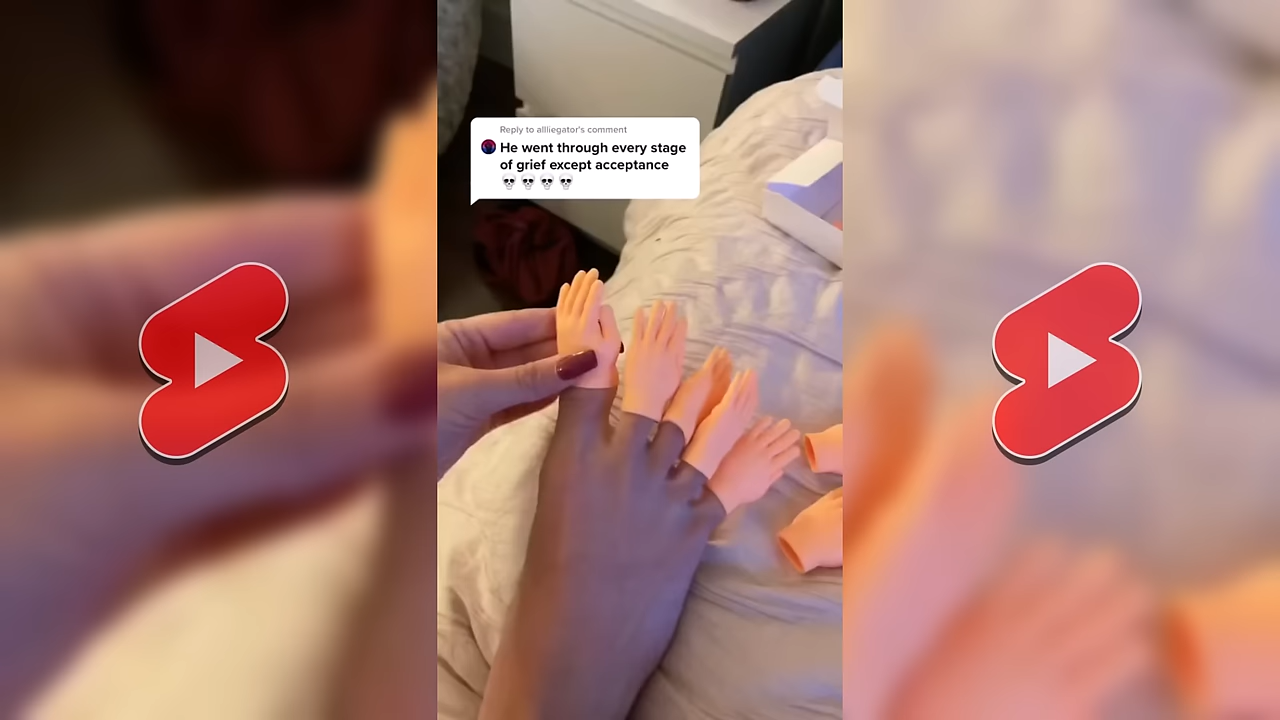 Reply to allliegator's comment
He went through every stage
of grief except acceptance
💀💀💀💀